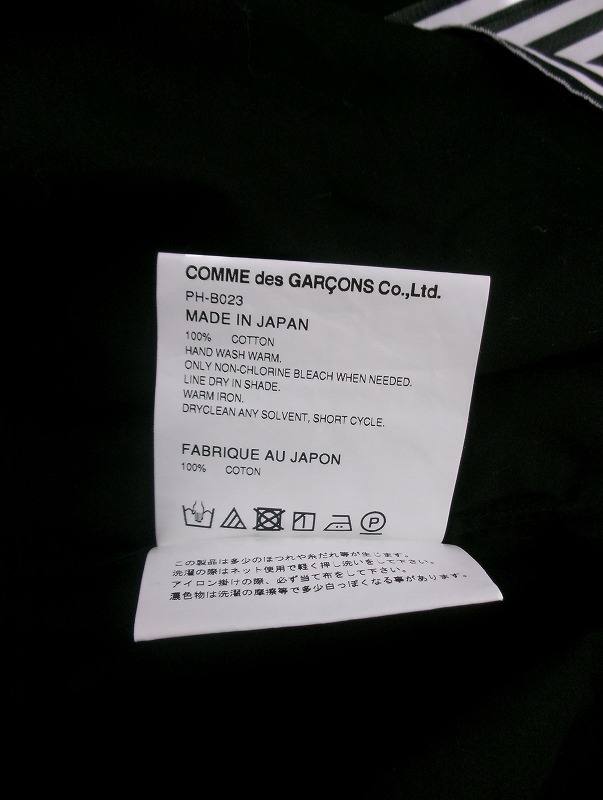 COMME des GARÇONS Co.,Ltd.
PH-B023
MADE IN JAPAN
100% COTTON
HAND WASH WARM.
ONLY NON-CHLORINE BLEACH WHEN NEEDED.
LINE DRY IN SHADE.
WARM IRON.
DRYCLEAN ANY SOLVENT, SHORT CYCLE.
FABRIQUE AU JAPON
100% COTON
P
この製品は多少のほつれや糸だれ等が生じます。
洗濯の際はネット使用で軽く押し洗いをして下さい。
アイロン掛けの際、必ず当て布をして下さい。
濃色物は洗濯の摩擦等で多少白っぽくなる事があります。